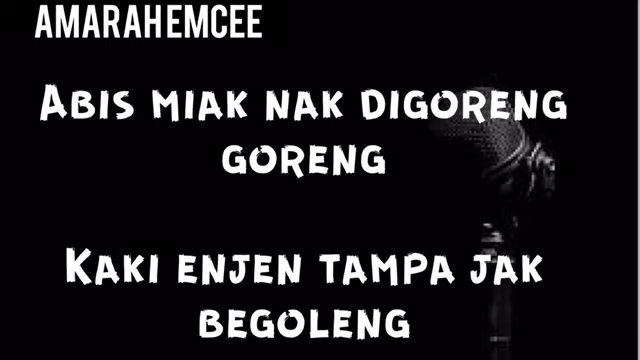 AMARAHEMCEE
ABIS MIAK NAK DIGORENG
GORENG
KAKI ENJEN TAMPA JAK
BEGOLENG